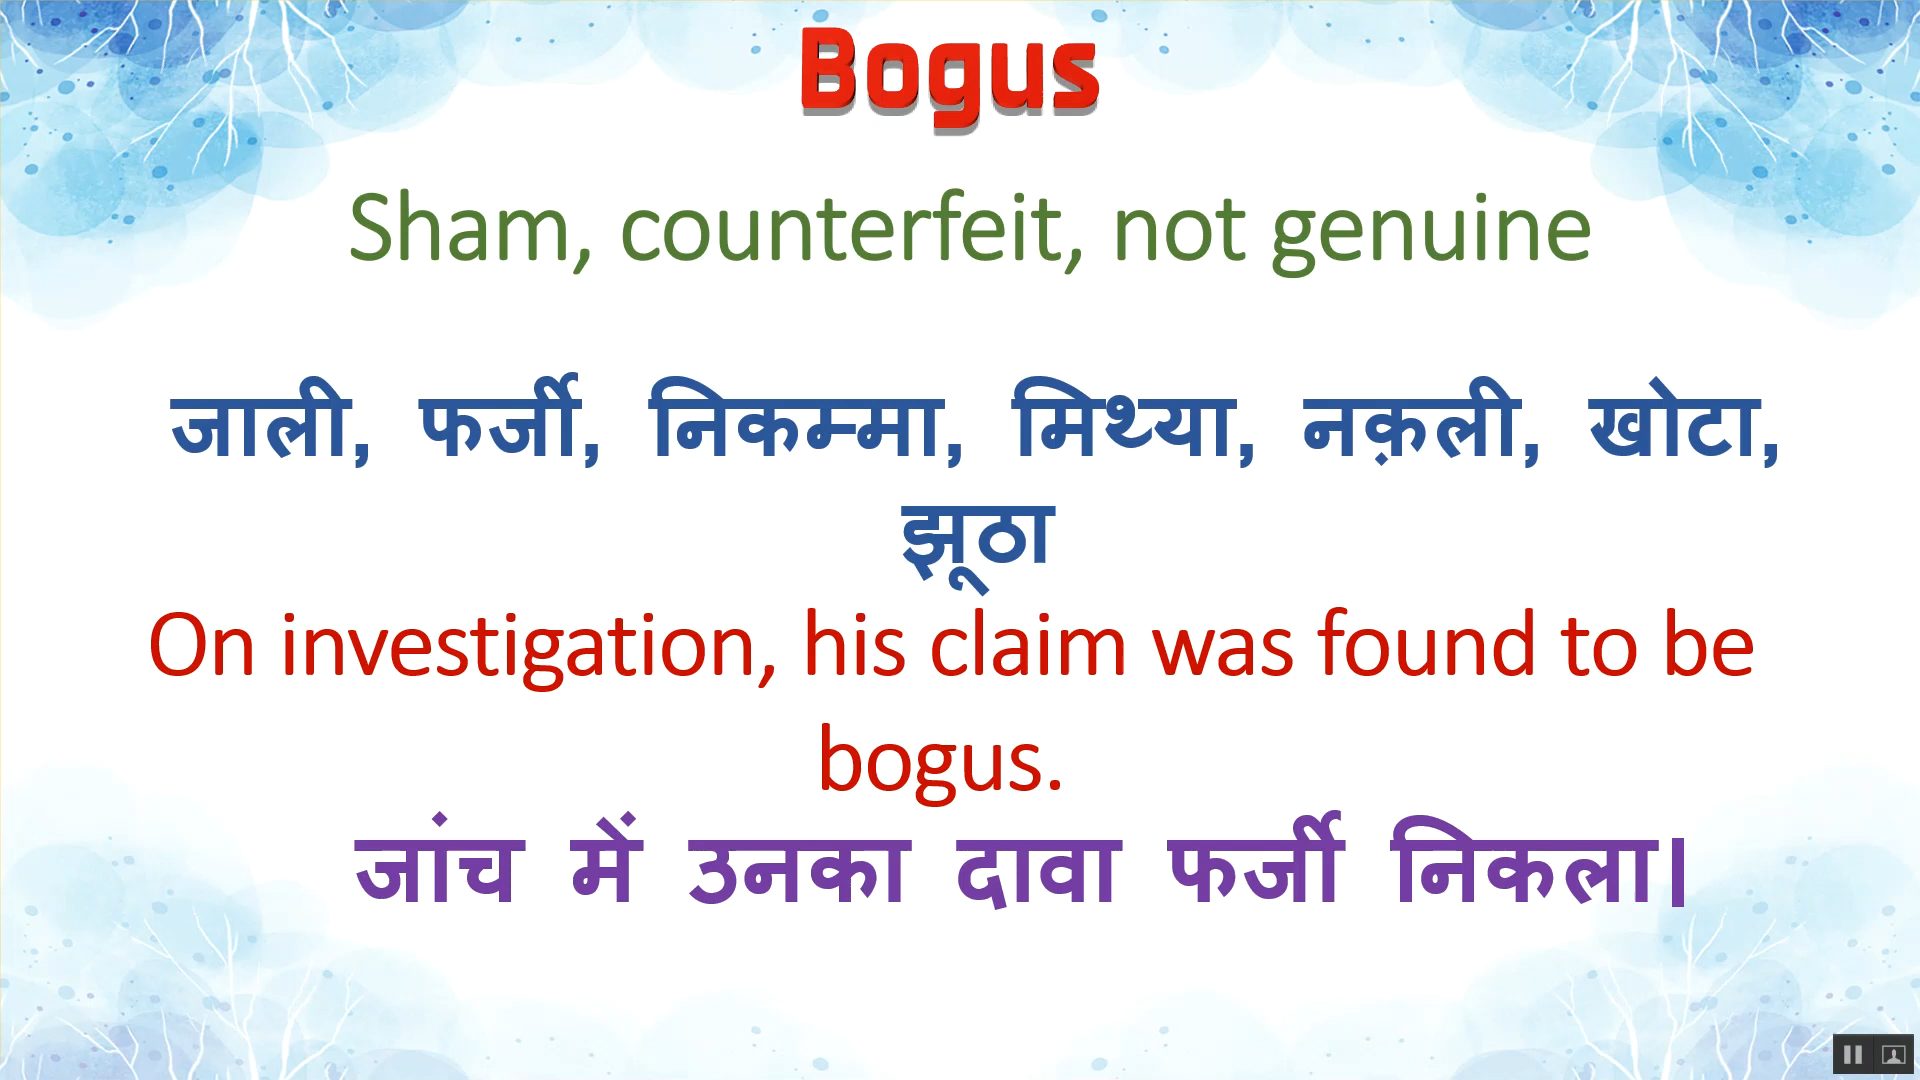 Bogus
Sham, counterfeit, not genuine
जाली, फर्जी, निकम्मा, मिथ्या, नक़ली, खोटा,
झूठा
On investigation, his claim was found to be
bogus.
जांच में उनका दावा फर्जी निकला।